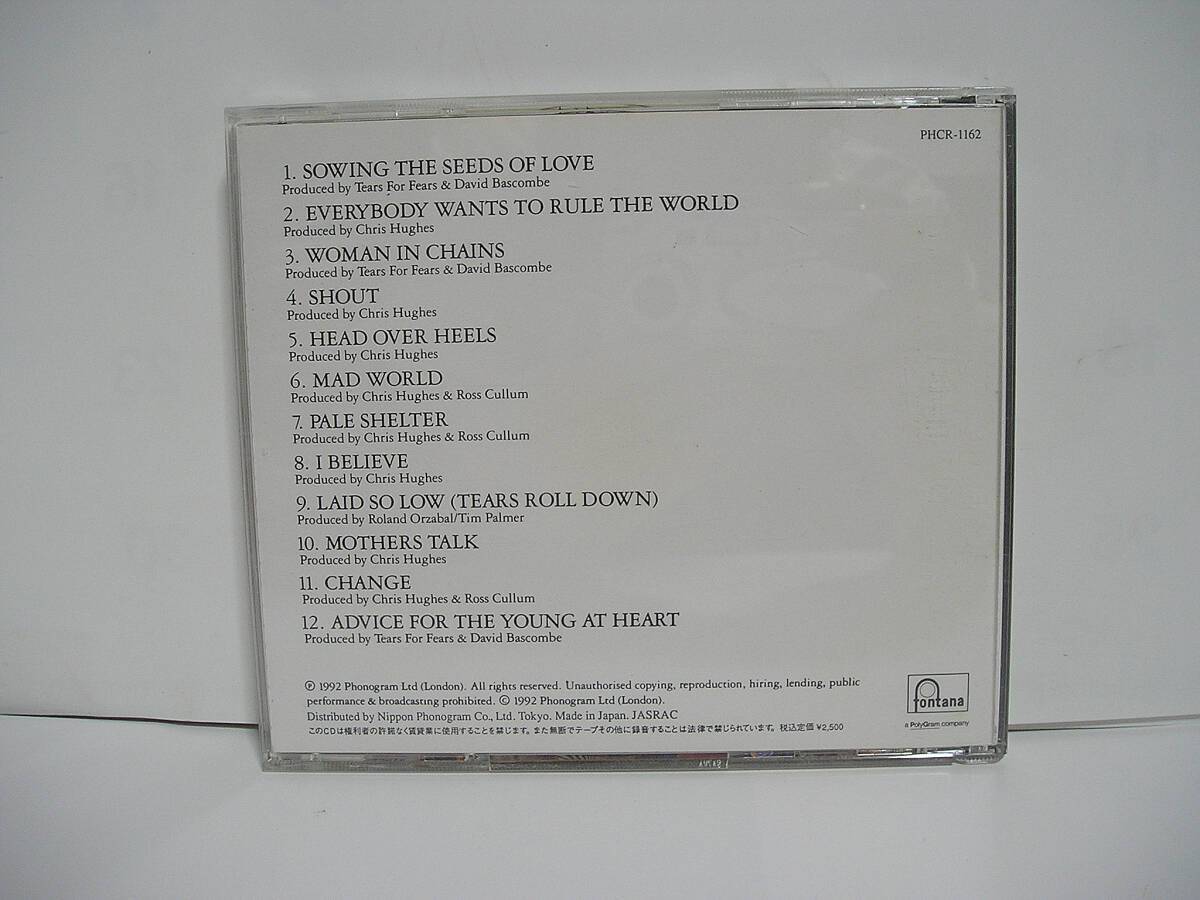 PHCR-1162
1. SOWING THE SEEDS OF LOVE
Produced by Tears For Fears & David Bascombe
2. EVERYBODY WANTS TO RULE THE WORLD
Produced by Chris Hughes
3. WOMAN IN CHAINS
Produced by Tears For Fears & David Bascombe
4. SHOUT
Produced by Chris Hughes
5. HEAD OVER HEELS
Produced by Chris Hughes
6. MAD WORLD
Produced by Chris Hughes & Ross Cullum
7. PALE SHELTER
Produced by Chris Hughes & Ross Cullum
8. I BELIEVE
Produced by Chris Hughes
9. LAID SO LOW (TEARS ROLL DOWN)
Produced by Roland Orzabal/Tim Palmer
10. MOTHERS TALK
Produced by Chris Hughes
11. CHANGE
Produced by Chris Hughes & Ross Cullum
12. ADVICE FOR THE YOUNG AT HEART
Produced by Tears For Fears & David Bascombe
℗ 1992 Phonogram Ltd (London). All rights reserved. Unauthorised copying, reproduction, hiring, lending, public
performance & broadcasting prohibited. © 1992 Phonogram Ltd (London).
Distributed by Nippon Phonogram Co., Ltd. Tokyo. Made in Japan. JASRAC
このCDは権利者の許諾なく賃貸業に使用することを禁じます。また無断でテープその他に録音することは法律で禁じられています。税込定価 ¥2,500
fontana
a PolyGram company